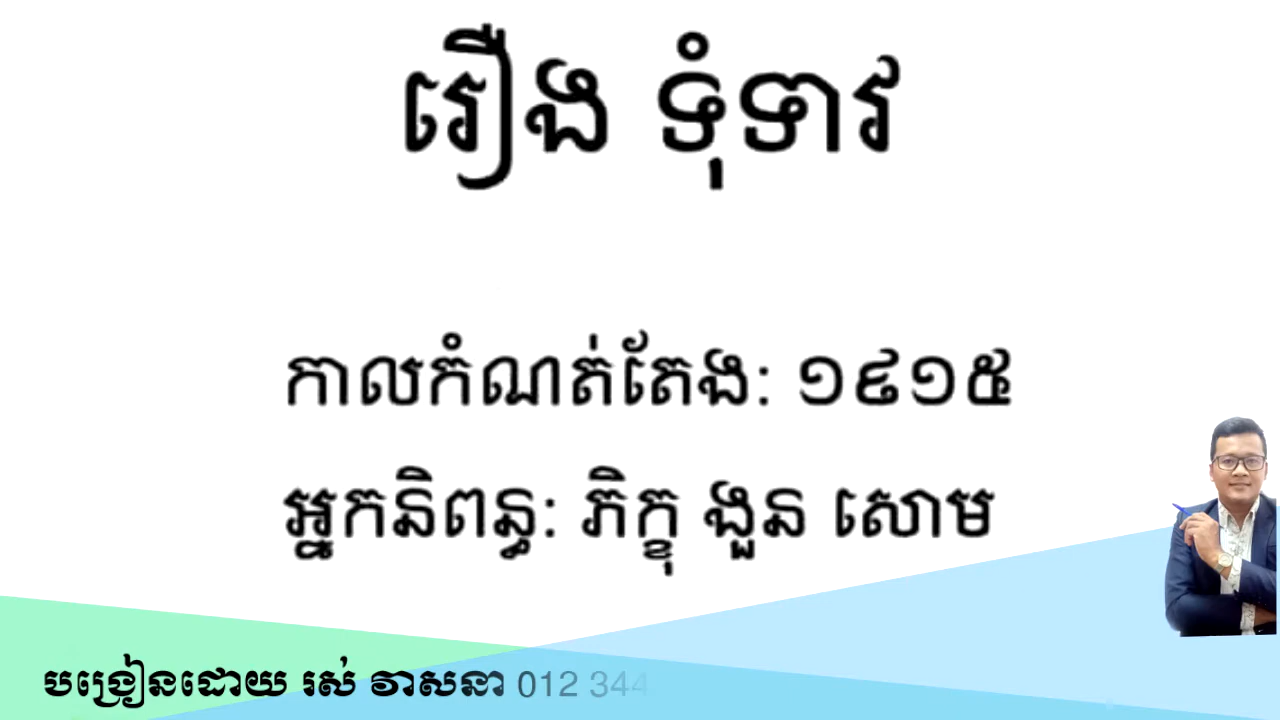 រឿង ទុំទាវ
កាលកំណត់តែង: ១៩១៥
អ្នកនិពន្ធ: ភិក្ខុ ងួន សោម
បង្រៀនដោយ រស់ វាសនា 012 344